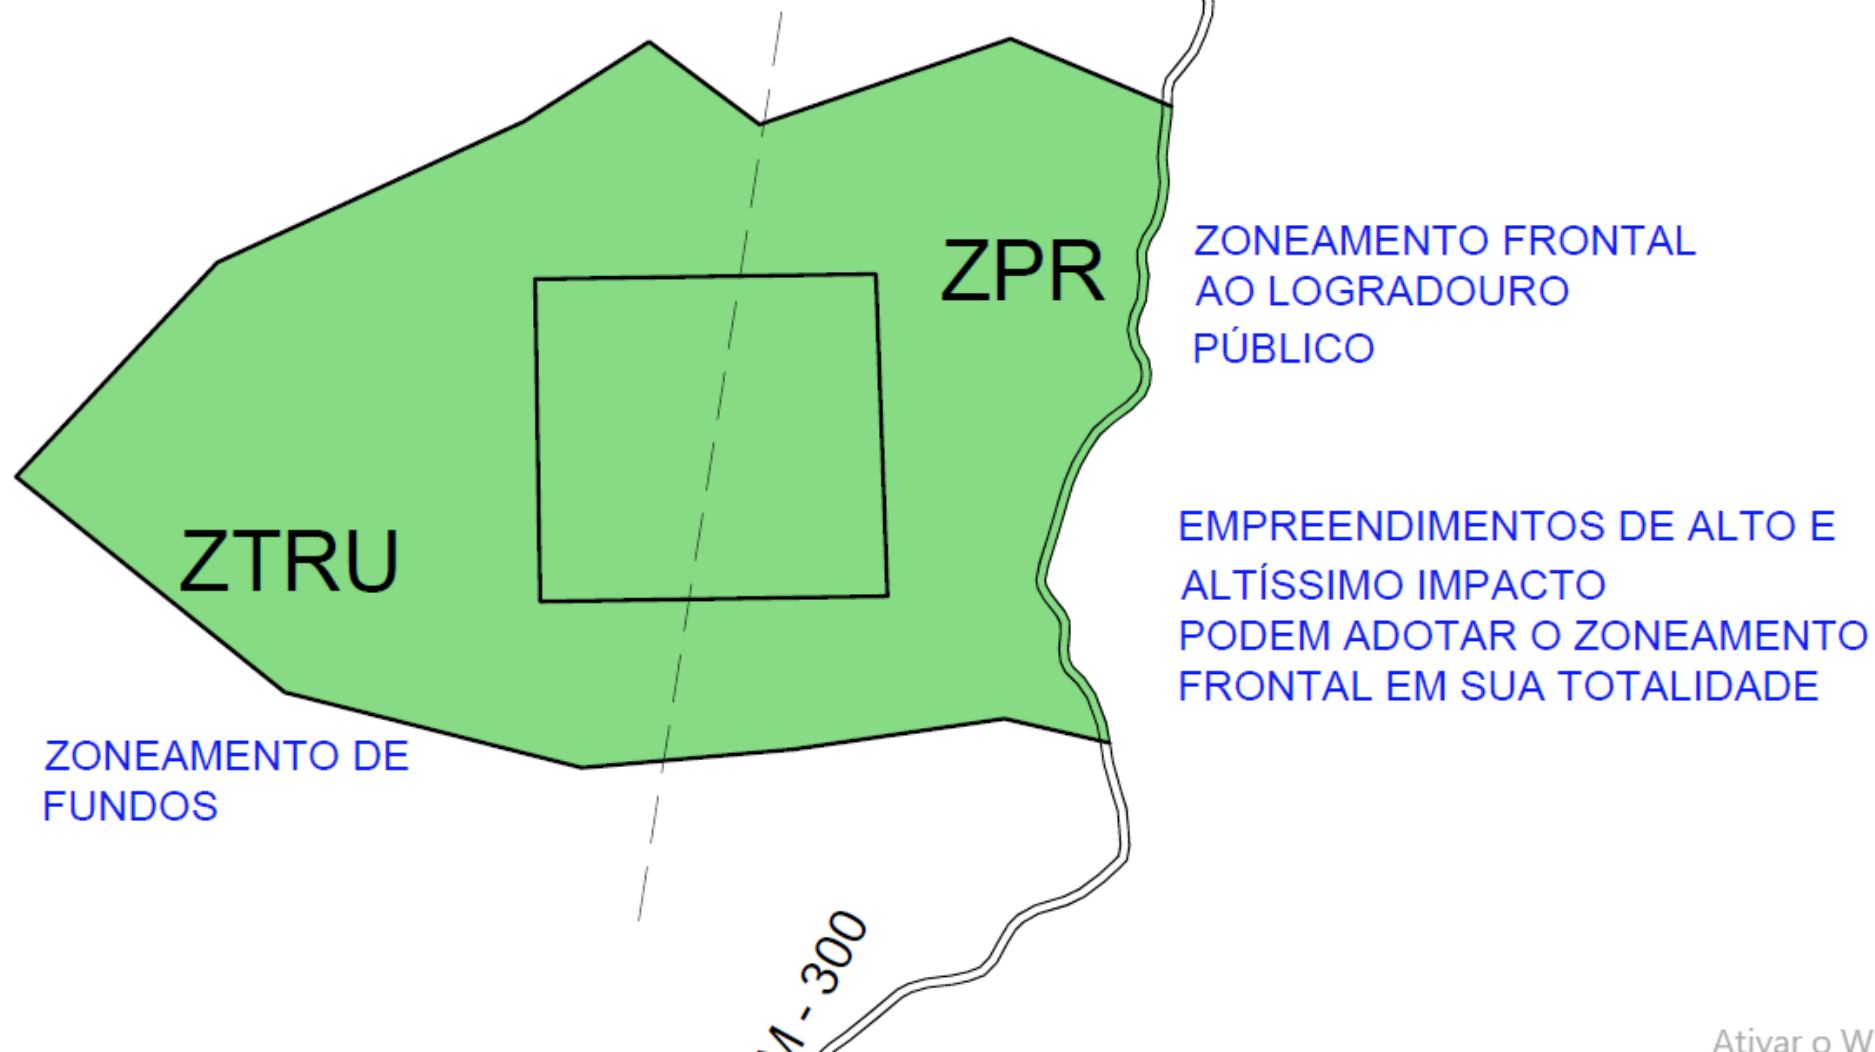 ZPR
ZONEAMENTO FRONTAL
AO LOGRADOURO
PÚBLICO
ZTRU
EMPREENDIMENTOS DE ALTO E
ALTÍSSIMO IMPACTO
PODEM ADOTAR O ZONEAMENTO
FRONTAL EM SUA TOTALIDADE
ZONEAMENTO DE
FUNDOS
M - 300
Ativar o W